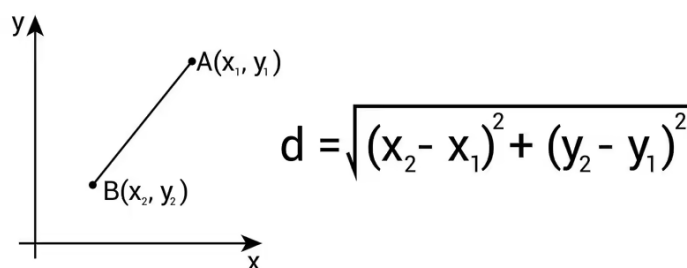 y
A(x₁, y₁)
d = √(x₂- x₁)² + (y₂ - y₁)²
B(x₂, y₂)
x